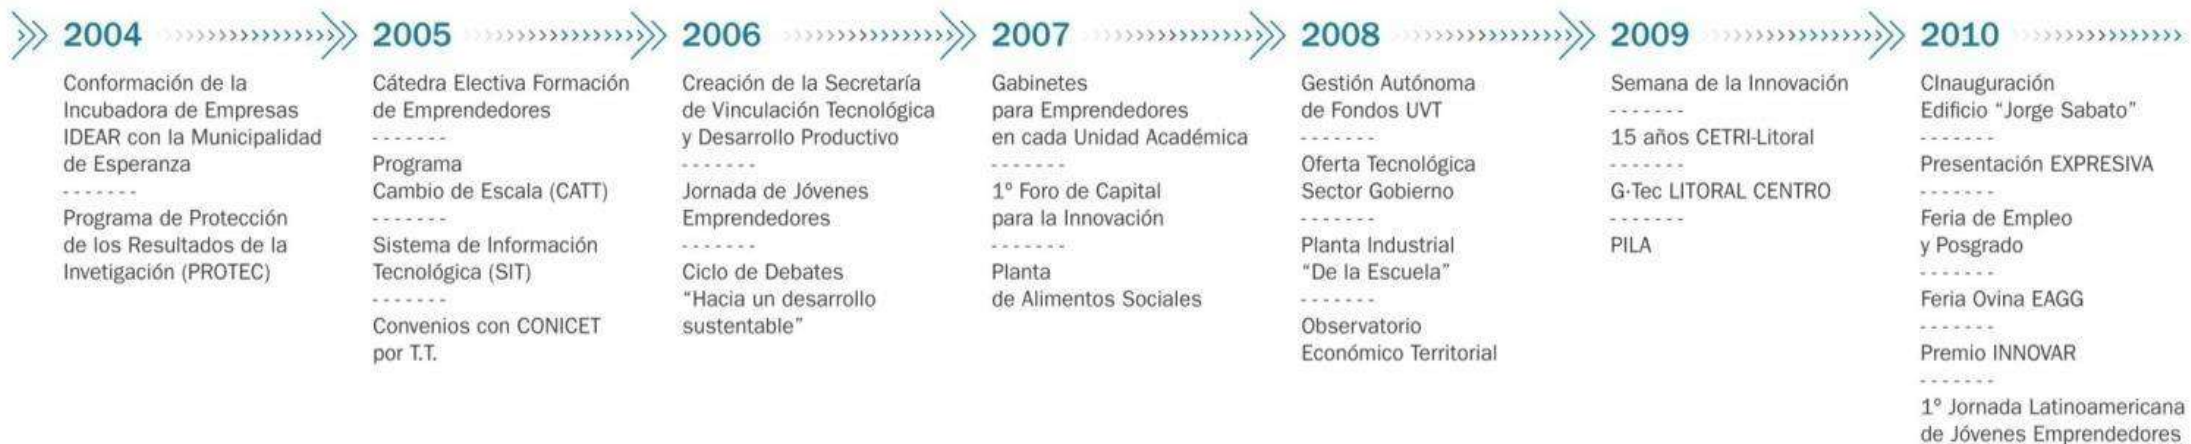 2004
Conformación de la
Incubadora de Empresas
IDEAR con la Municipalidad
de Esperanza
- - - - - - -
Programa de Protección
de los Resultados de la
Invetigación (PROTEC)
2005
Cátedra Electiva Formación
de Emprendedores
- - - - - - -
Programa
Cambio de Escala (CATT)
- - - - - - -
Sistema de Información
Tecnológica (SIT)
- - - - - - -
Convenios con CONICET
por T.T.
2006
Creación de la Secretaría
de Vinculación Tecnológica
y Desarrollo Productivo
- - - - - - -
Jornada de Jóvenes
Emprendedores
- - - - - - -
Ciclo de Debates
“Hacia un desarrollo
sustentable”
2007
Gabinetes
para Emprendedores
en cada Unidad Académica
- - - - - - -
1º Foro de Capital
para la Innovación
- - - - - - -
Planta
de Alimentos Sociales
2008
Gestión Autónoma
de Fondos UVT
- - - - - - -
Oferta Tecnológica
Sector Gobierno
- - - - - - -
Planta Industrial
“De la Escuela”
- - - - - - -
Observatorio
Económico Territorial
2009
Semana de la Innovación
- - - - - - -
15 años CETRI-Litoral
- - - - - - -
G·Tec LITORAL CENTRO
- - - - - - -
PILA
2010
CInauguración
Edificio “Jorge Sabato”
- - - - - - -
Presentación EXPRESIVA
- - - - - - -
Feria de Empleo
y Posgrado
- - - - - - -
Feria Ovina EAGG
- - - - - - -
Premio INNOVAR
- - - - - - -
1º Jornada Latinoamericana
de Jóvenes Emprendedores